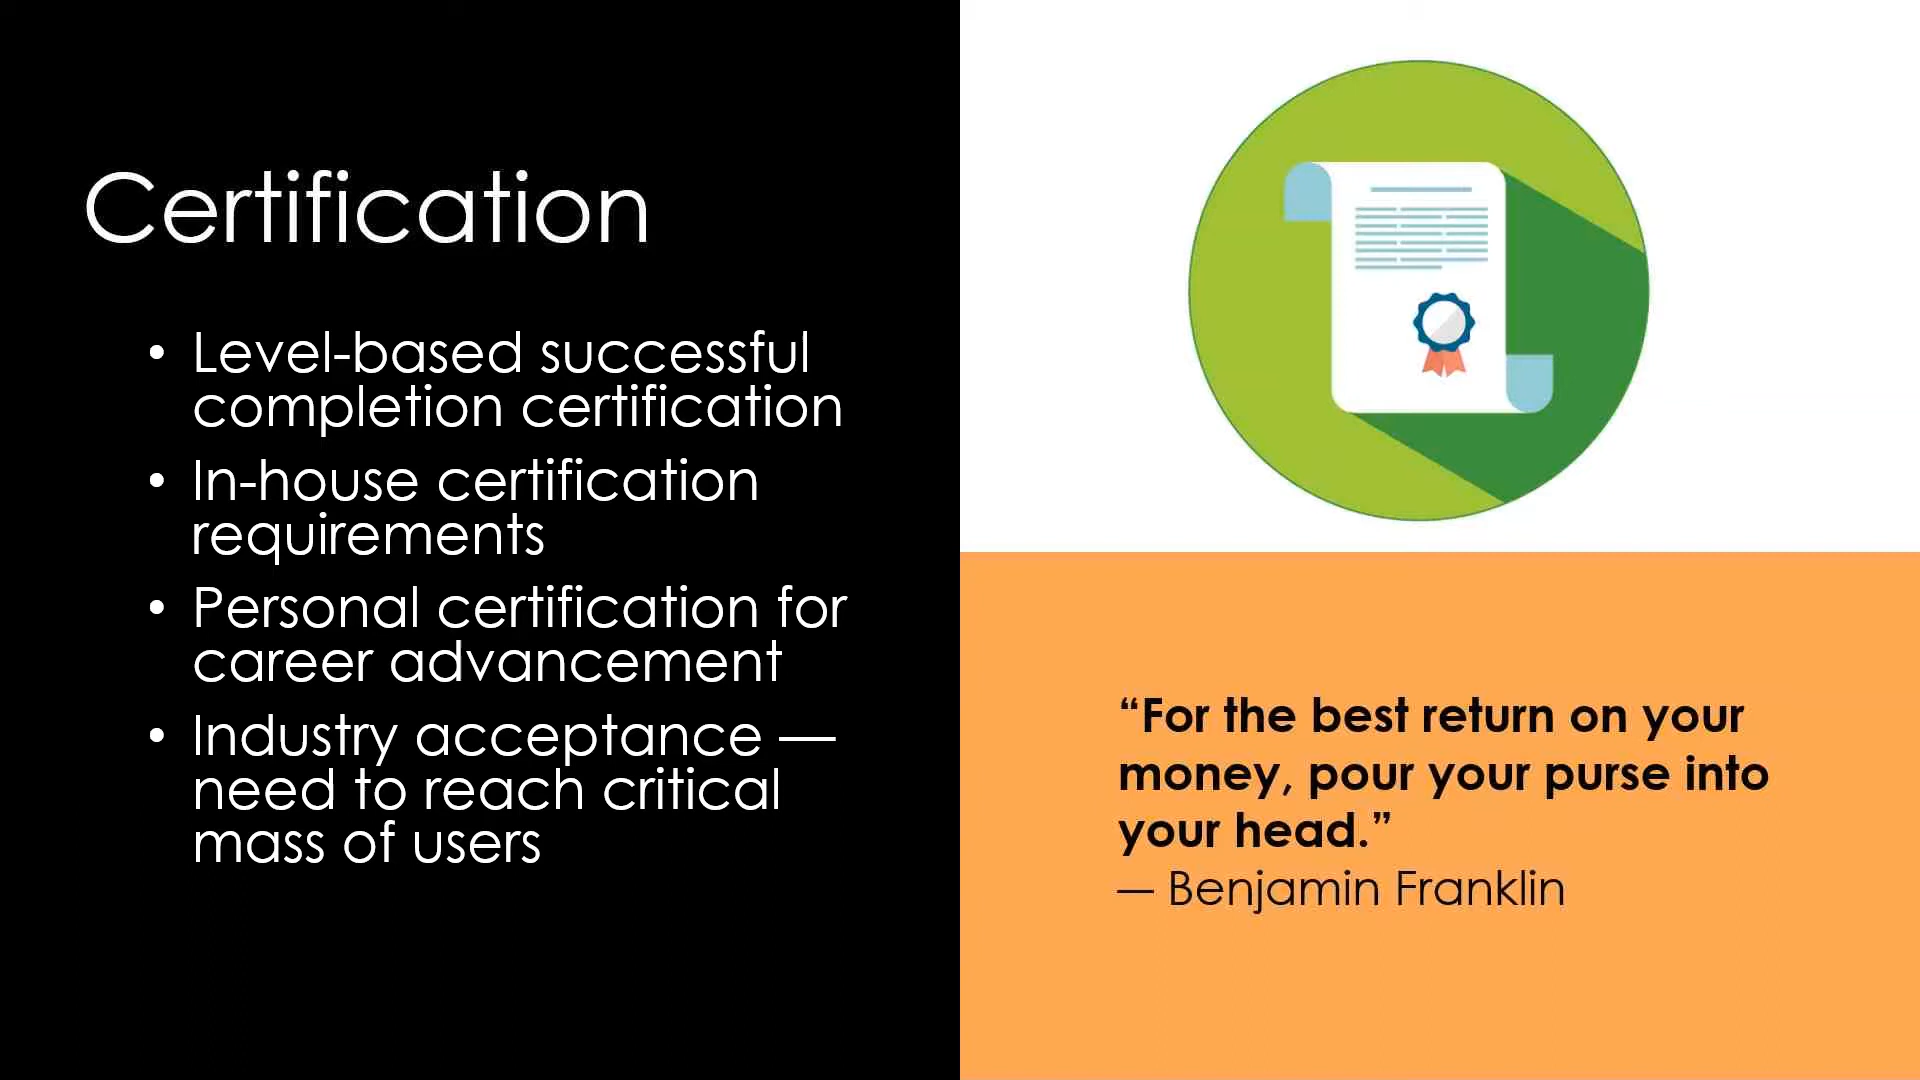 Certification
• Level-based successful
completion certification
• In-house certification
requirements
• Personal certification for
career advancement
• Industry acceptance —
need to reach critical
mass of users
“For the best return on your
money, pour your purse into
your head.”
— Benjamin Franklin